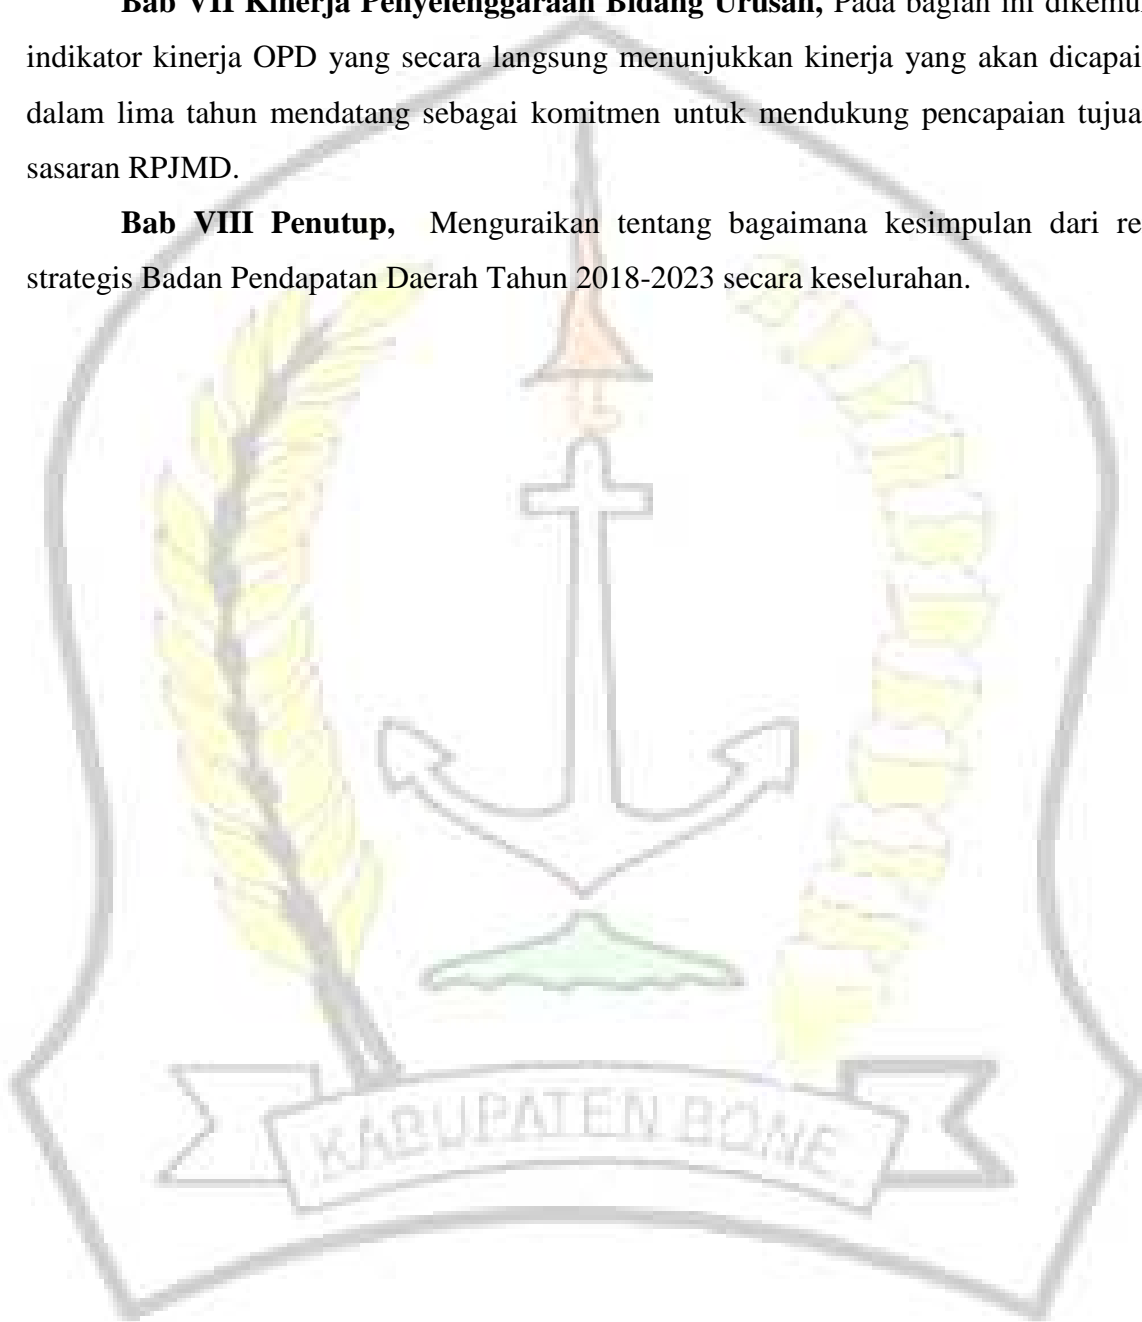 Bab VII Kinerja Penyelenggaraan Bidang Urusan, Pada bagian ini dikemu
indikator kinerja OPD yang secara langsung menunjukkan kinerja yang akan dicapai
dalam lima tahun mendatang sebagai komitmen untuk mendukung pencapaian tujua
sasaran RPJMD.
Bab VIII Penutup, Menguraikan tentang bagaimana kesimpulan dari re
strategis Badan Pendapatan Daerah Tahun 2018-2023 secara keselurahan.
KABUPATEN BONE